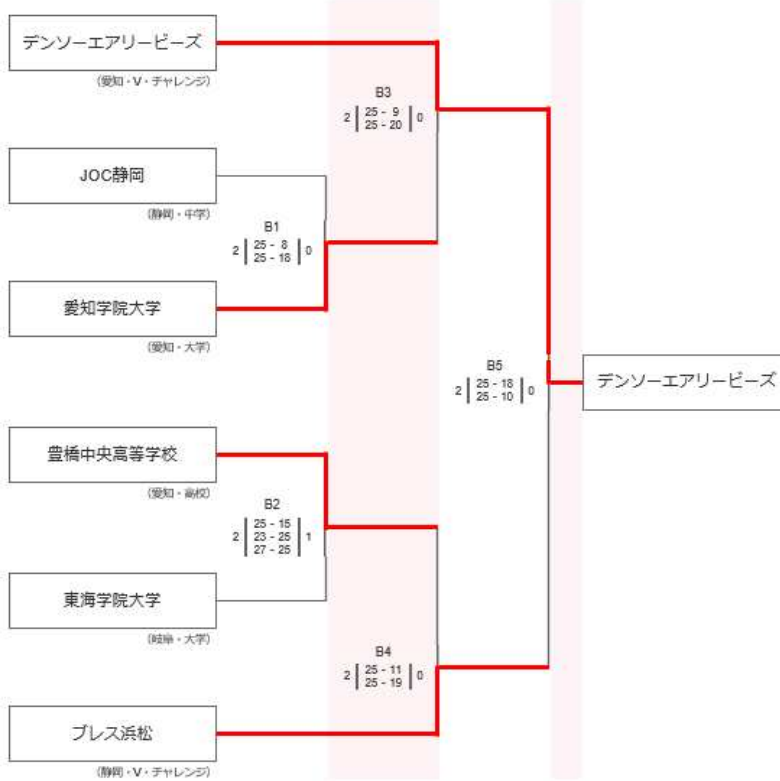 デンソーエアリービーズ
(愛知・V・チャレンジ)
B3
2 25 - 9 0
25 - 20
JOC静岡
(静岡・中学)
B1
2 25 - 8 0
25 - 18
愛知学院大学
(愛知・大学)
B5
2 25 - 18 0
25 - 10
デンソーエアリービーズ
豊橋中央高等学校
(愛知・高校)
B2
25 - 15
2 23 - 25 1
27 - 25
東海学院大学
(岐阜・大学)
B4
2 25 - 11 0
25 - 19
ブレス浜松
(静岡・V・チャレンジ)